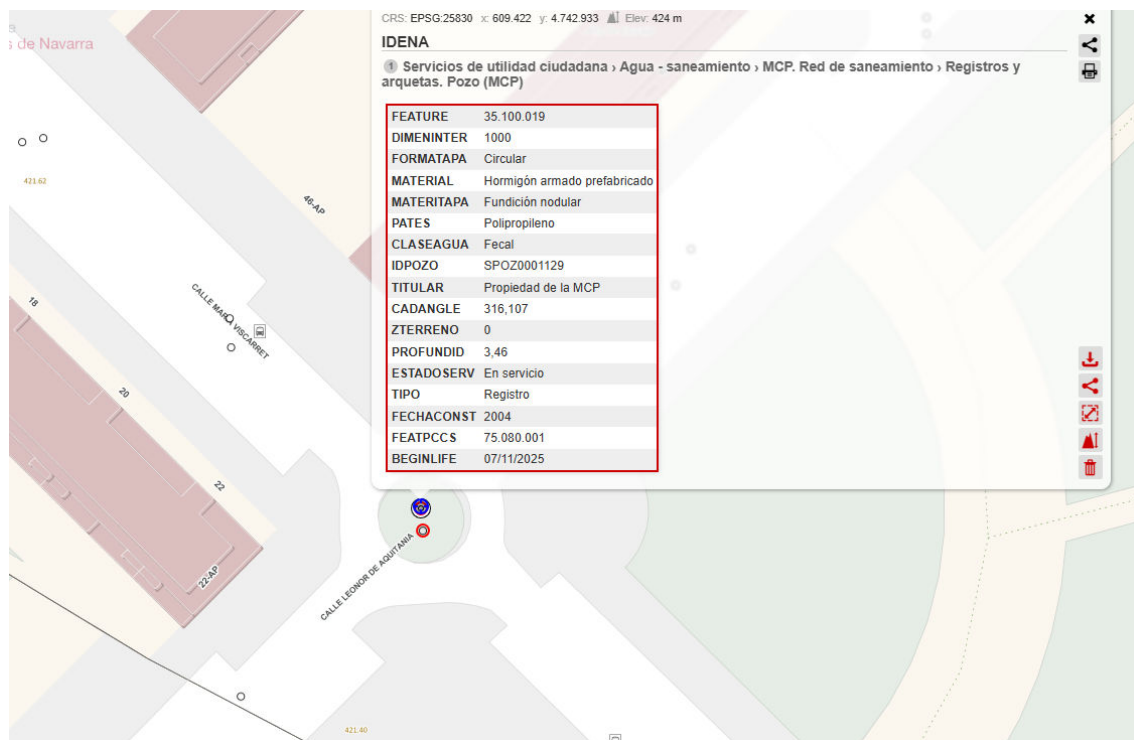 CRS: EPSG:25830 x: 609.422 y: 4.742.933 Elev: 424 m
IDENA
1 Servicios de utilidad ciudadana › Agua - saneamiento › MCP. Red de saneamiento › Registros y
arquetas. Pozo (MCP)
FEATURE 35.100.019
DIMENINTER 1000
FORMATAPA Circular
MATERIAL Hormigón armado prefabricado
MATERITAPA Fundición nodular
PATES Polipropileno
CLASEAGUA Fecal
IDPOZO SPOZ0001129
TITULAR Propiedad de la MCP
CADANGLE 316,107
ZTERRENO 0
PROFUNDID 3,46
ESTADOSERV En servicio
TIPO Registro
FECHACONST 2004
FEATPCCS 75.080.001
BEGINLIFE 07/11/2025
s de Navarra
421.62
46-AP
CALLE MARÍA VISCARRET
18
20
22
22-AP
CALLE LEONOR DE AQUITANIA
421.40